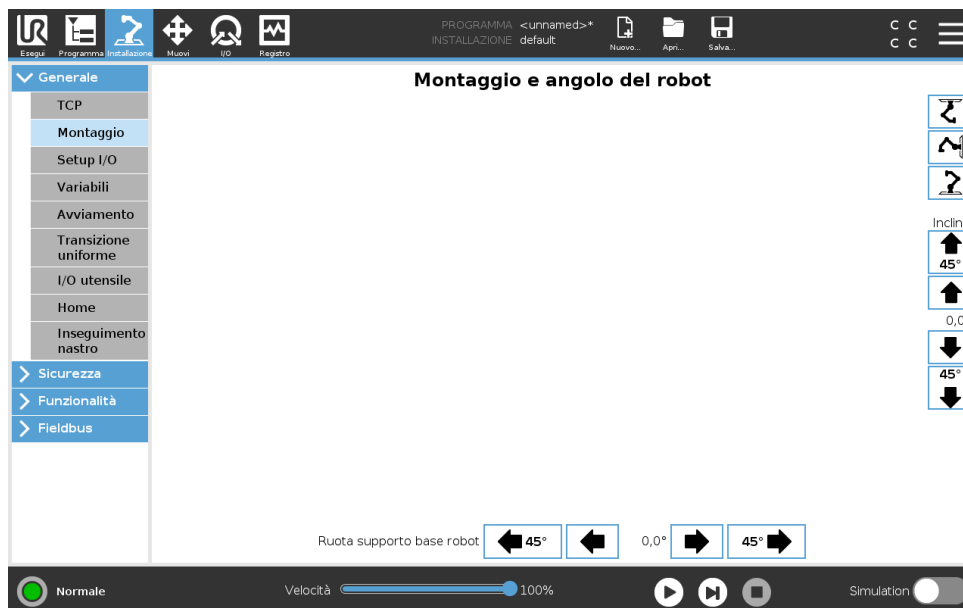 Esegui
Programma
Installazione
Muovi
I/O
Registro
PROGRAMMA <unnamed>*
INSTALLAZIONE default
Nuovo...
Apri...
Salva...
C C
C C
Generale
TCP
Montaggio
Setup I/O
Variabili
Avviamento
Transizione
uniforme
I/O utensile
Home
Inseguimento
nastro
Sicurezza
Funzionalità
Fieldbus
Montaggio e angolo del robot
Inclin
45°
0,0
45°
Ruota supporto base robot 45° 0,0° 45°
Normale
Velocità 100%
Simulation